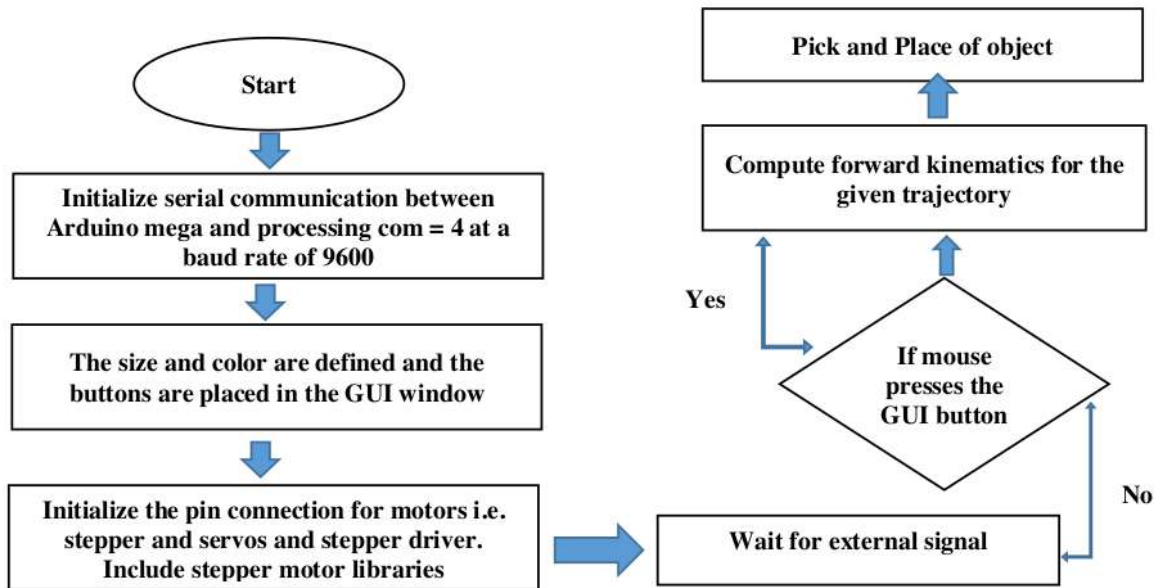 Start
Initialize serial communication between
Arduino mega and processing com = 4 at a
baud rate of 9600
The size and color are defined and the
buttons are placed in the GUI window
Initialize the pin connection for motors i.e.
stepper and servos and stepper driver.
Include stepper motor libraries
Wait for external signal
If mouse
presses the
GUI button
No
Yes
Compute forward kinematics for the
given trajectory
Pick and Place of object